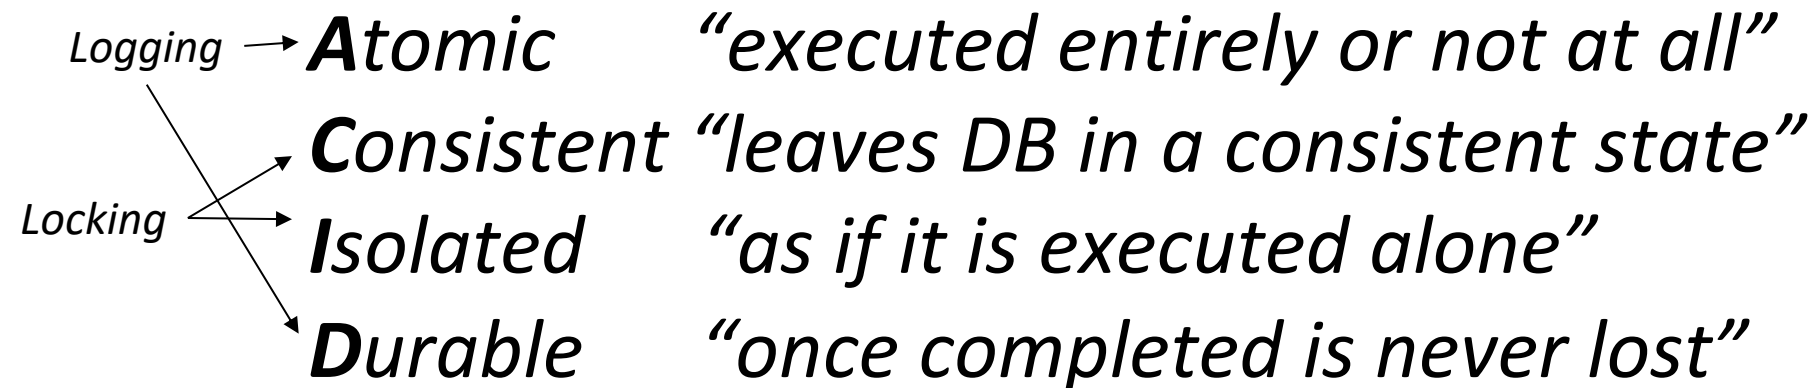 Logging
Atomic “executed entirely or not at all”
Consistent “leaves DB in a consistent state”
Locking
Isolated “as if it is executed alone”
Durable “once completed is never lost”